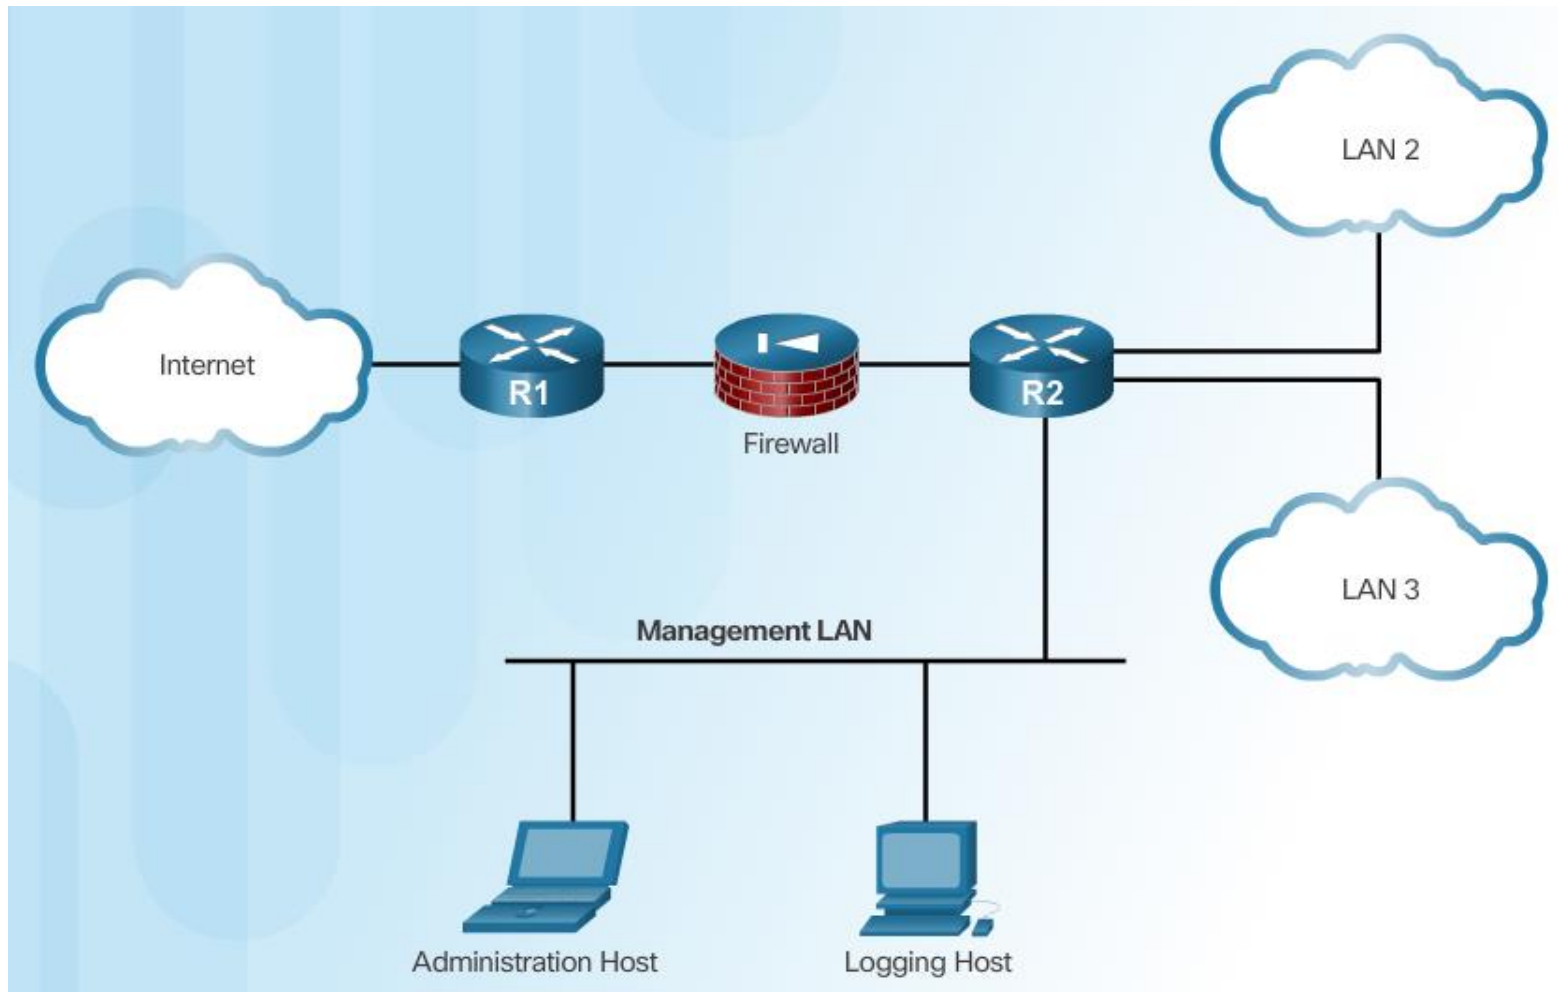 LAN 2
Internet
R1
R2
Firewall
LAN 3
Management LAN
Administration Host
Logging Host